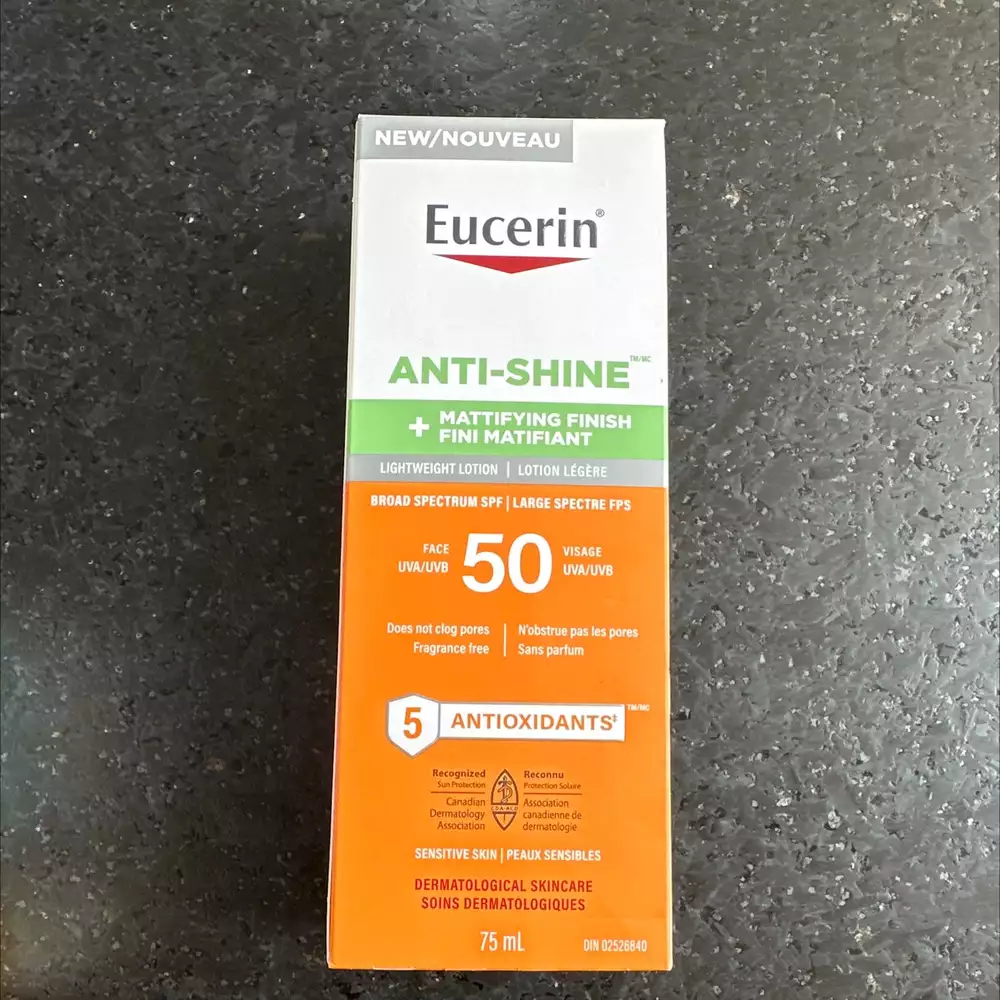 NEW/NOUVEAU
Eucerin®
ANTI-SHINE TM/MC
+ MATTIFYING FINISH
FINI MATIFIANT
LIGHTWEIGHT LOTION | LOTION LÉGÈRE
BROAD SPECTRUM SPF | LARGE SPECTRE FPS
FACE
UVA/UVB
50
VISAGE
UVA/UVB
Does not clog pores
Fragrance free
N'obstrue pas les pores
Sans parfum
5 ANTIOXIDANTS‡ TM/MC
Recognized
Sun Protection
Canadian
Dermatology
Association
CDA·ACD
Reconnu
Protection Solaire
Association
canadienne de
dermatologie
SENSITIVE SKIN | PEAUX SENSIBLES
DERMATOLOGICAL SKINCARE
SOINS DERMATOLOGIQUES
75 mL
DIN 02526840